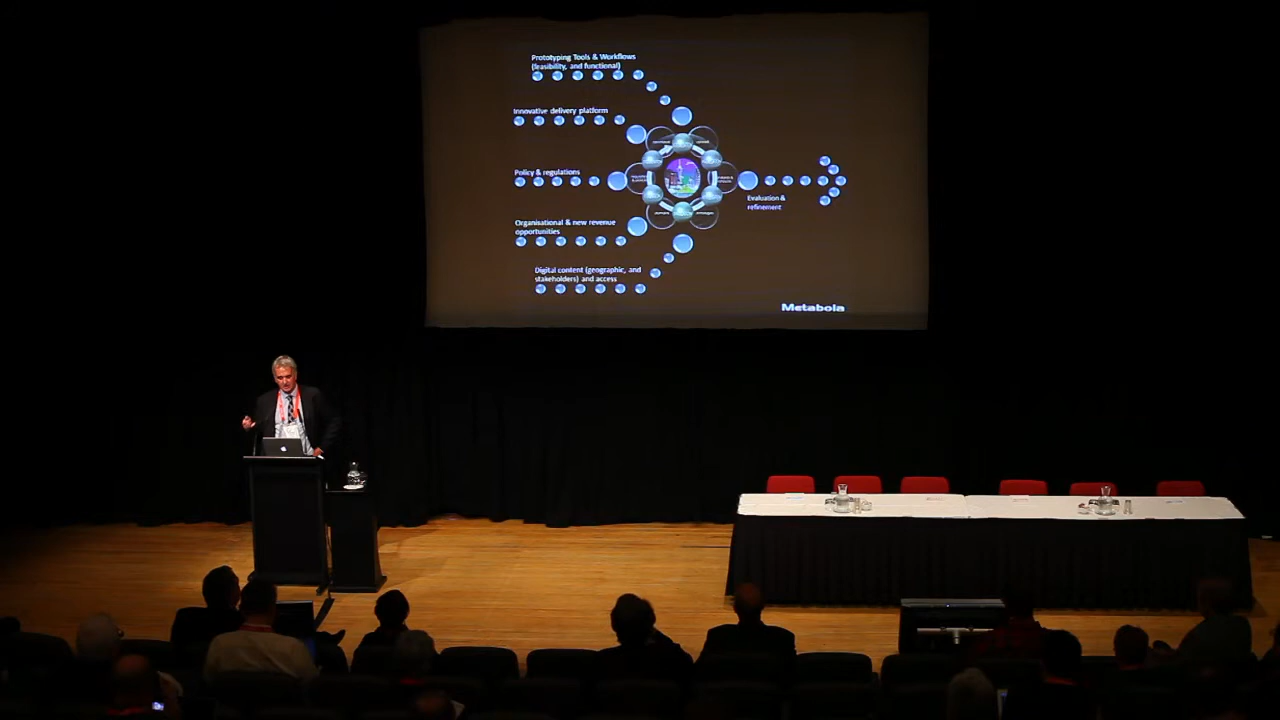 Prototyping Tools & Workflows
(feasibility, and functional)
Innovative delivery platform
Policy & regulations
Organisational & new revenue
opportunities
Digital content (geographic, and
stakeholders) and access
Evaluation &
refinement
Metabola